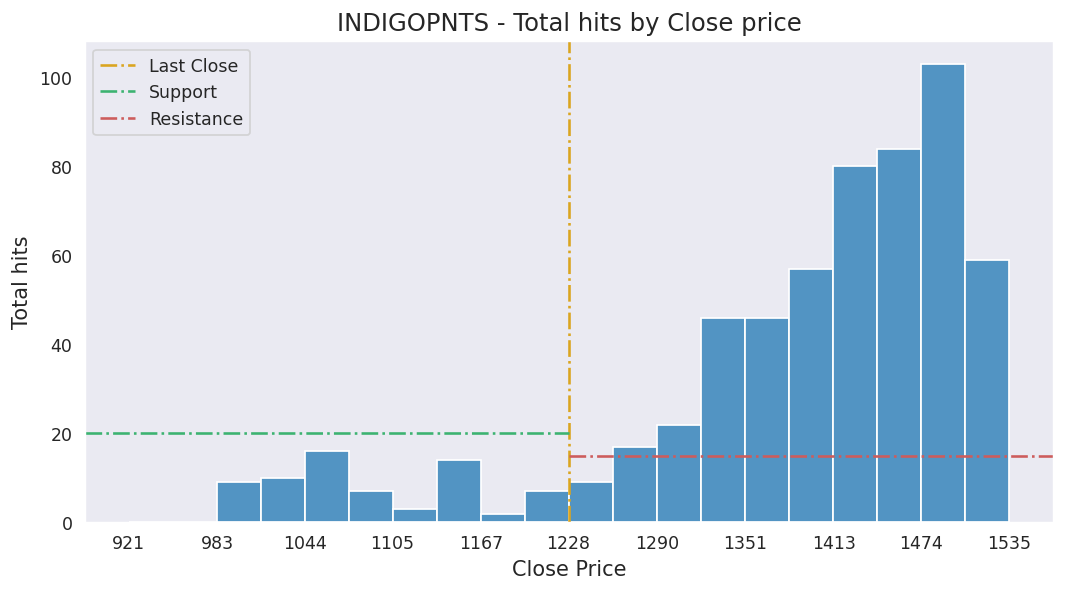 INDIGOPNTS - Total hits by Close price
Last Close
Support
Resistance
Total hits
100
80
60
40
20
0
921 983 1044 1105 1167 1228 1290 1351 1413 1474 1535
Close Price